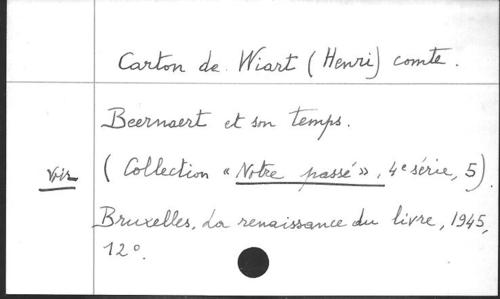 Carton de Wiart (Henri) comte.
Beernaert et son temps.
Voir
(Collection « Notre passé », 4e série, 5).
Bruxelles, La renaissance du livre, 1945,
12°.